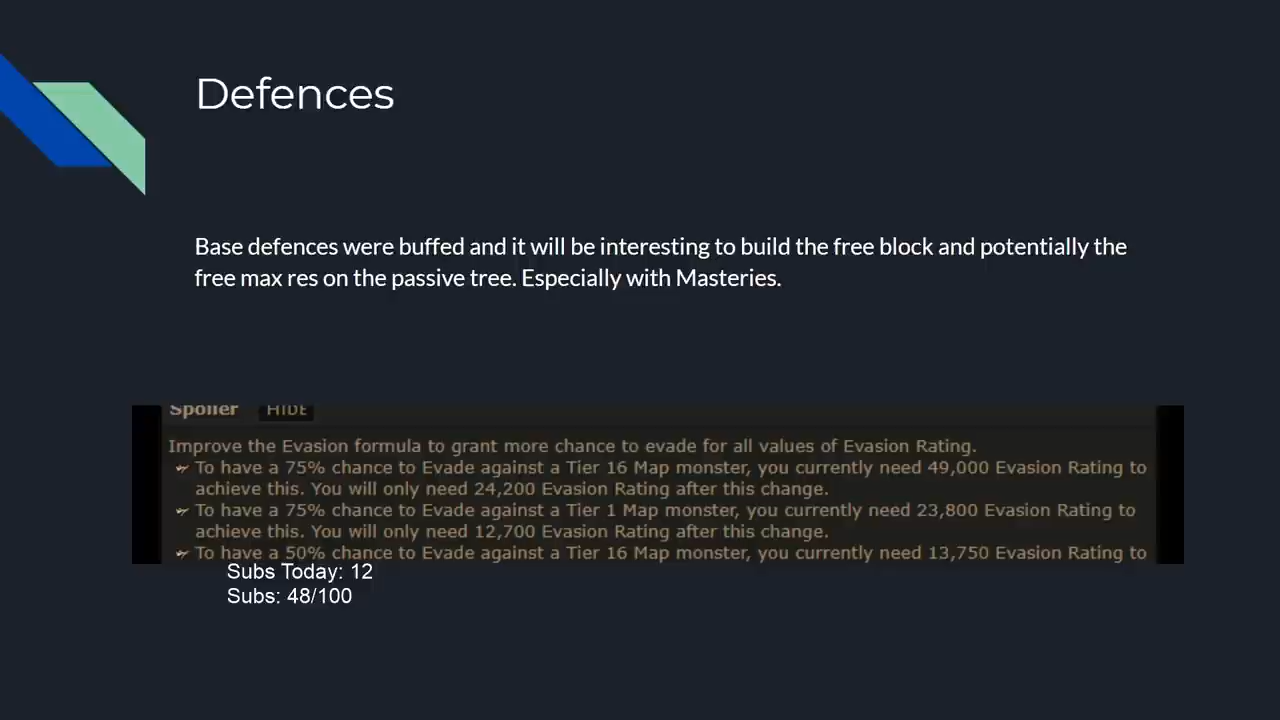 Defences
Base defences were buffed and it will be interesting to build the free block and potentially the
free max res on the passive tree. Especially with Masteries.
Spoiler HIDE
Improve the Evasion formula to grant more chance to evade for all values of Evasion Rating.
To have a 75% chance to Evade against a Tier 16 Map monster, you currently need 49,000 Evasion Rating to
achieve this. You will only need 24,200 Evasion Rating after this change.
To have a 75% chance to Evade against a Tier 1 Map monster, you currently need 23,800 Evasion Rating to
achieve this. You will only need 12,700 Evasion Rating after this change.
To have a 50% chance to Evade against a Tier 16 Map monster, you currently need 13,750 Evasion Rating to
Subs Today: 12
Subs: 48/100